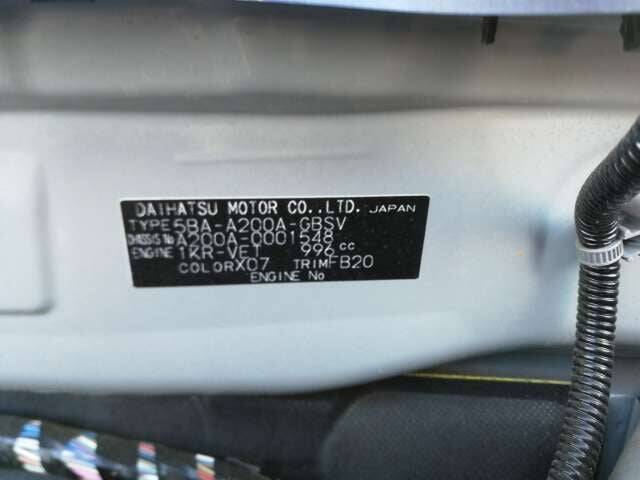 DAIHATSU MOTOR CO.,LTD. JAPAN
TYPE 5BA-A200A-GBSV
CHASSIS No A200A-0001548
ENGINE 1KR-VET 996 cc
COLOR X07 TRIM FB20
ENGINE No